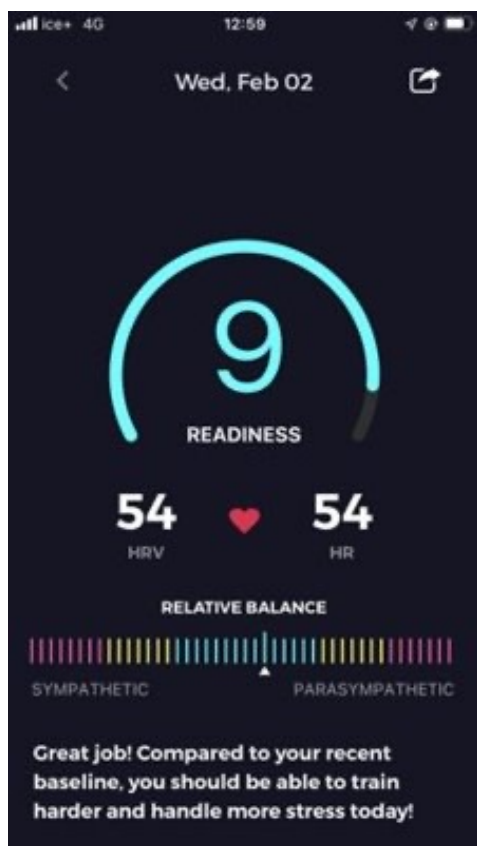 ice+ 4G 12:59
Wed, Feb 02
9
READINESS
54 54
HRV HR
RELATIVE BALANCE
SYMPATHETIC PARASYMPATHETIC
Great job! Compared to your recent
baseline, you should be able to train
harder and handle more stress today!